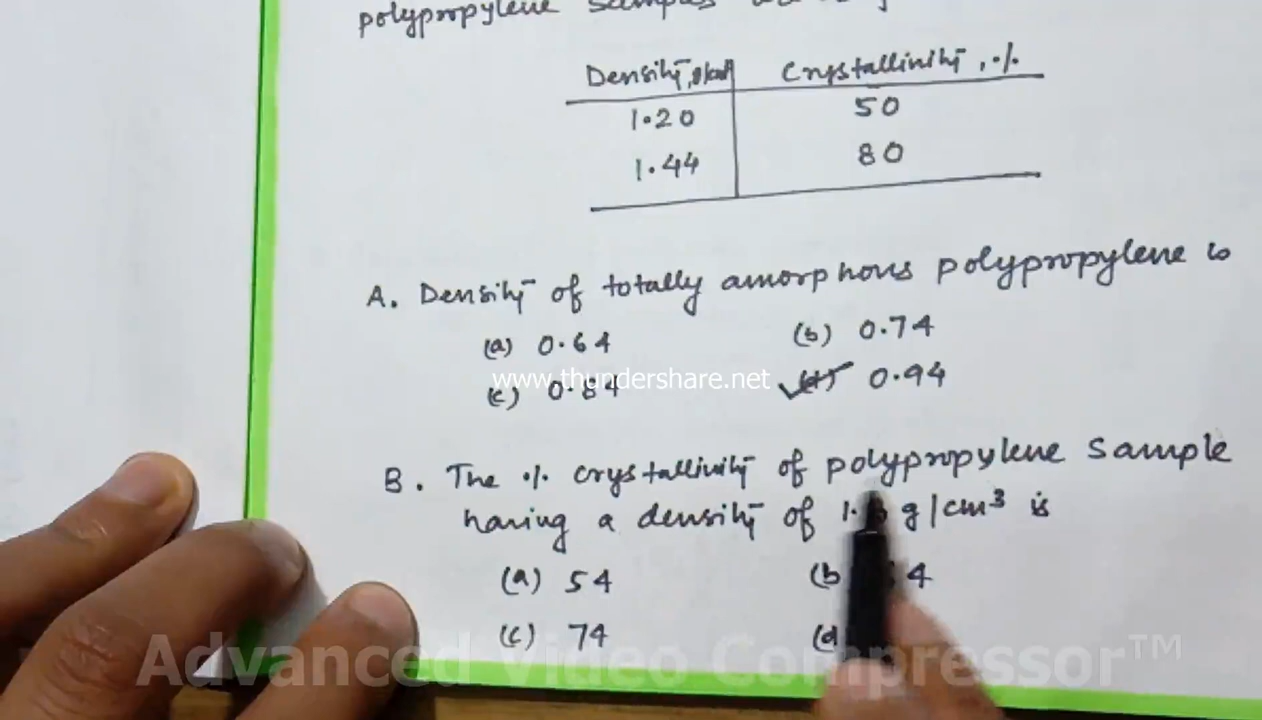 polypropylene samples
Density, g/cm³ Crystallinity, %
1.20 50
1.44 80
A. Density of totally amorphous polypropylene is
(a) 0.64 (b) 0.74
(c) 0.84 (d) 0.94
www.thundershare.net
B. The % crystallinity of polypropylene sample
having a density of g/cm³ is
(a) 54 (b 4
(c) 74 (d
Advanced Video Compressor™